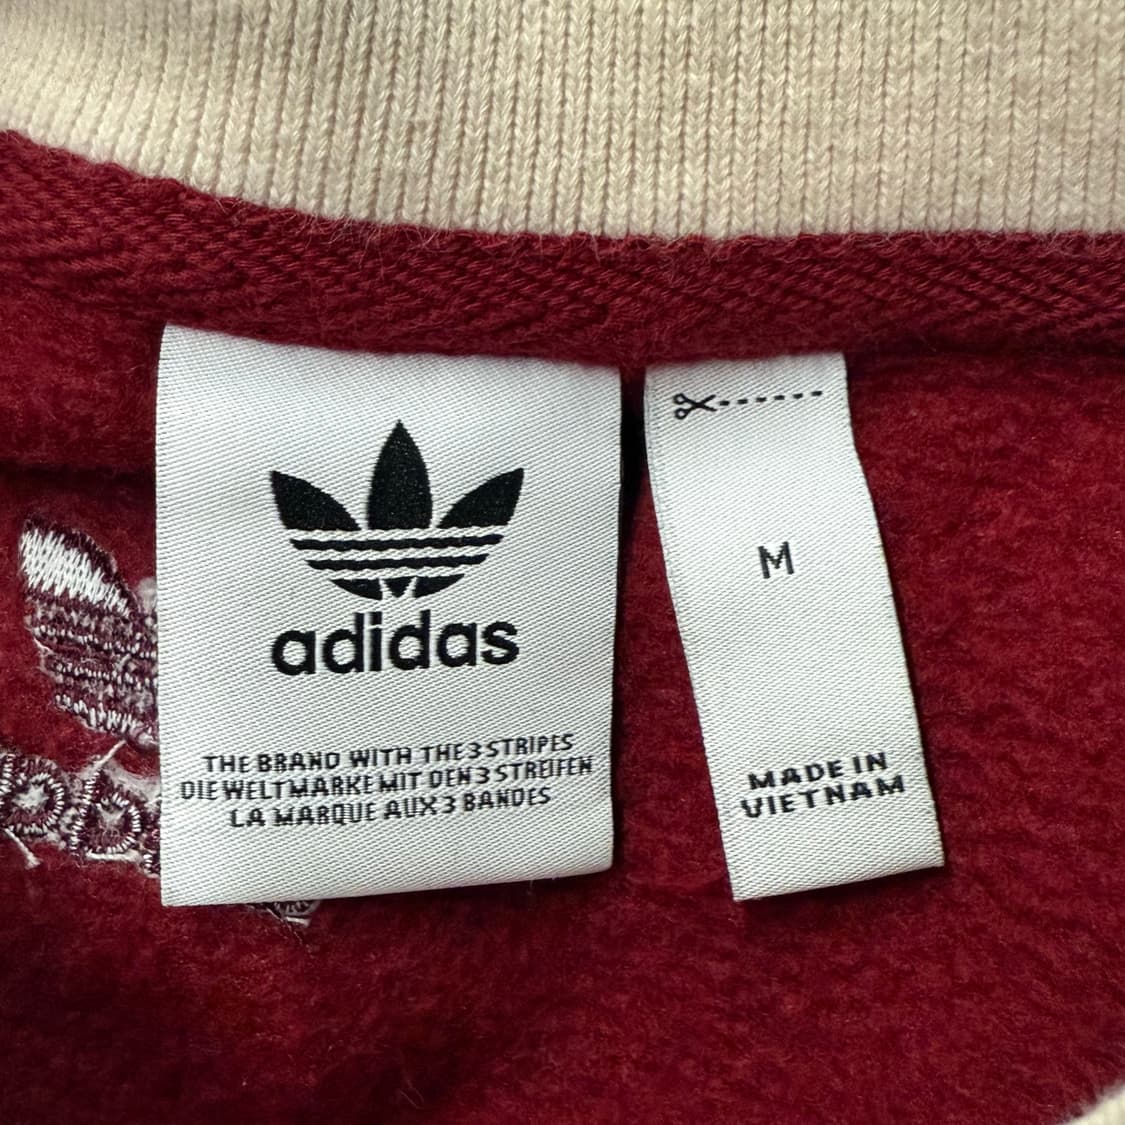 adidas
THE BRAND WITH THE 3 STRIPES
DIE WELTMARKE MIT DEN 3 STREIFEN
LA MARQUE AUX 3 BANDES
M
MADE IN
VIETNAM